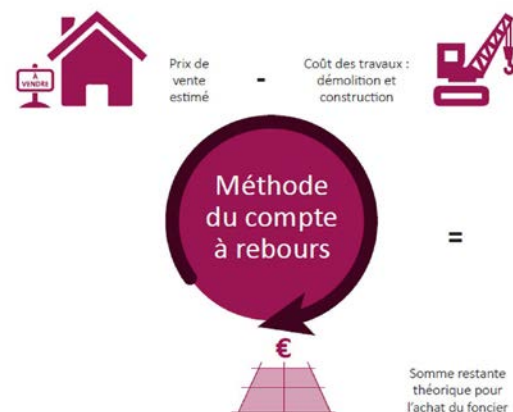 À
VENDRE
Prix de
vente
estimé
-
Coût des travaux :
démolition et
construction
Méthode
du compte
à rebours
=
€
Somme restante
théorique pour
l'achat du foncier